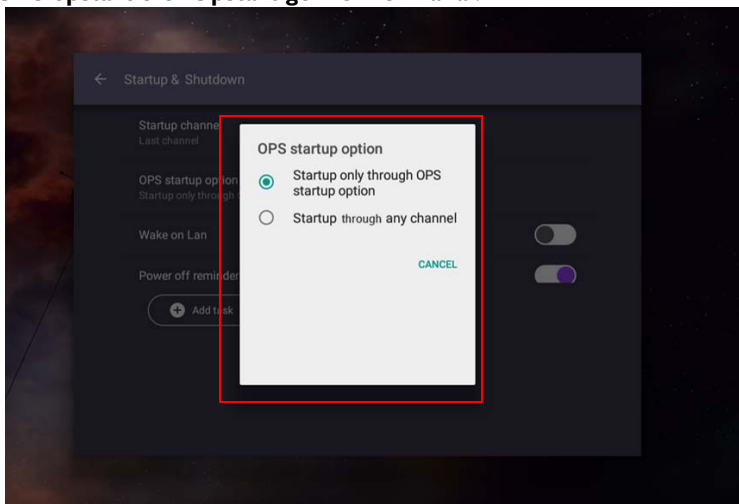 ← Startup & Shutdown
Startup channe
Last channel
OPS startup option
Startup only through
Wake on Lan
Power off reminder
Add task
OPS startup option
Startup only through OPS
startup option
Startup through any channel
CANCEL